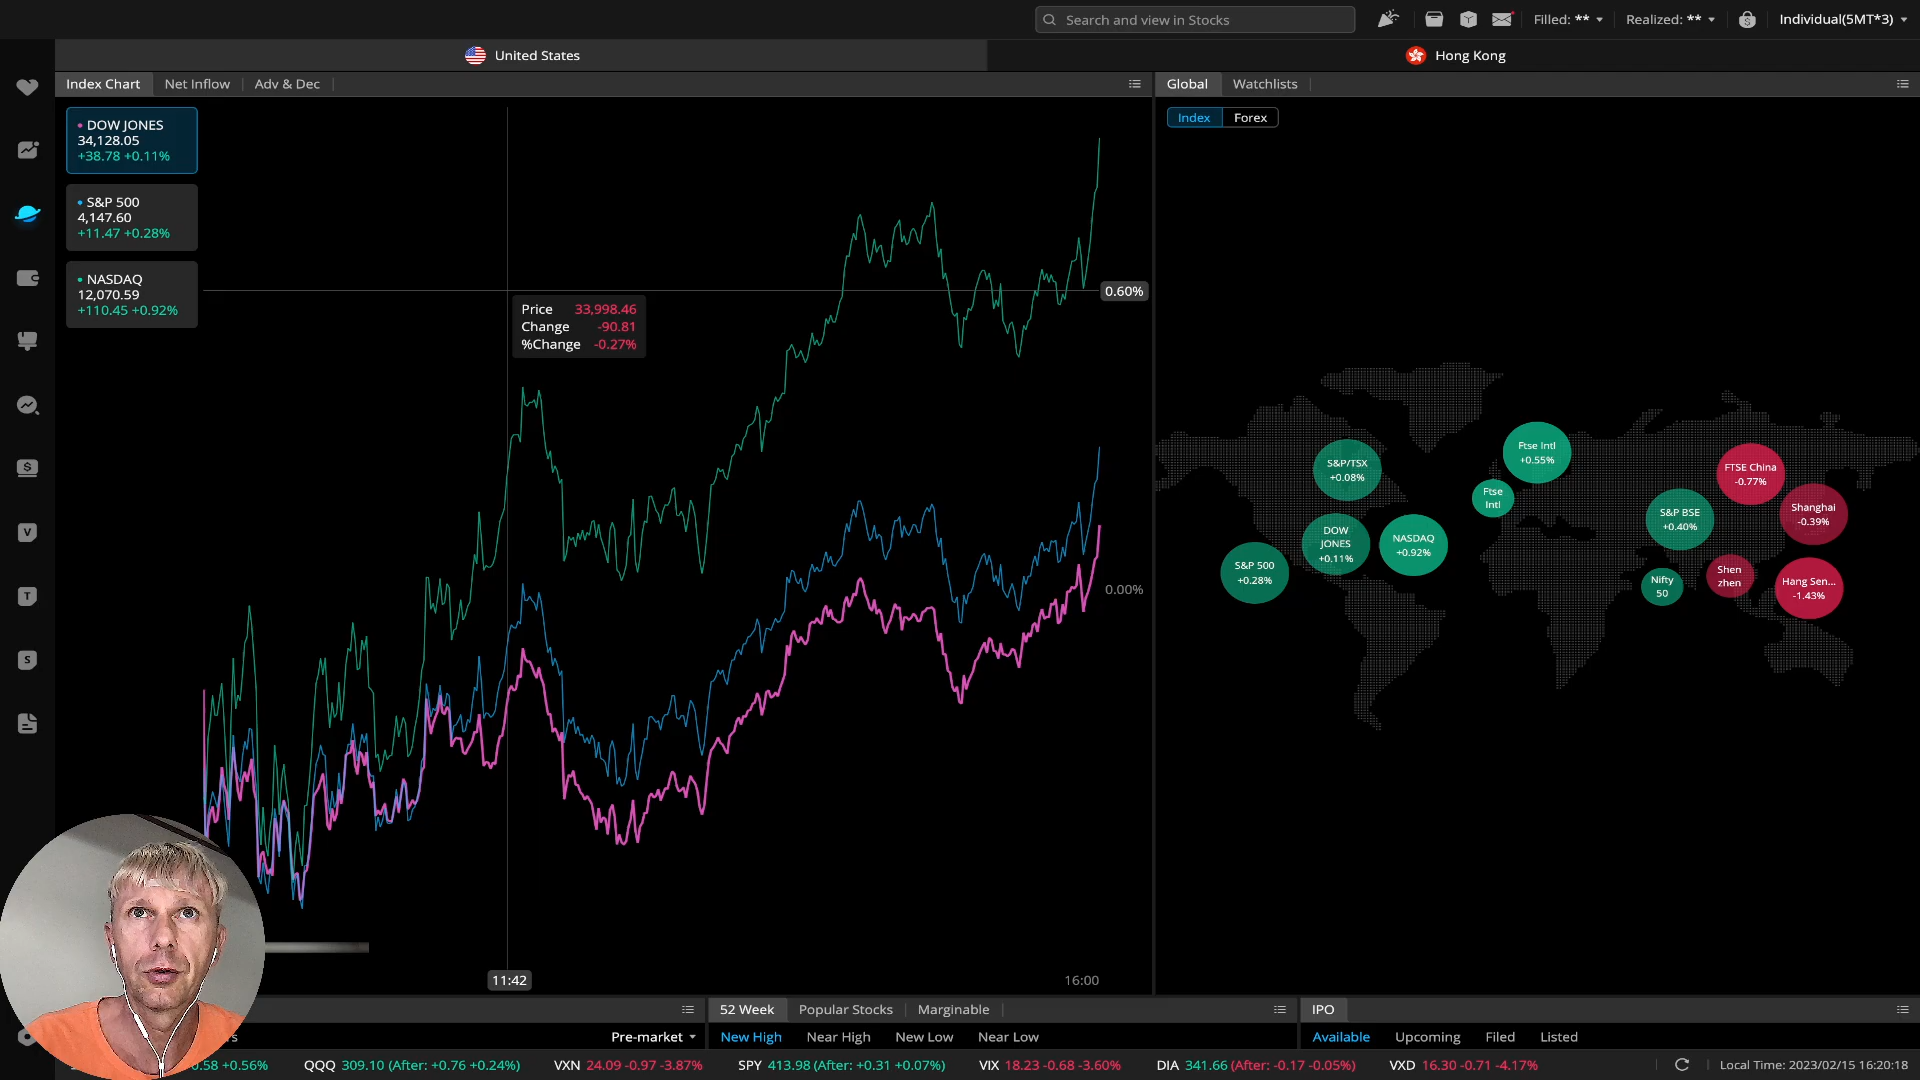 Search and view in Stocks
Filled: ** Realized: ** Individual(5MT*3)
United States
Hong Kong
Index Chart Net Inflow Adv & Dec
Global Watchlists
Index Forex
DOW JONES
34,128.05
+38.78 +0.11%
S&P 500
4,147.60
+11.47 +0.28%
NASDAQ
12,070.59
+110.45 +0.92%
Price 33,998.46
Change -90.81
%Change -0.27%
0.60%
0.00%
11:42
16:00
S&P/TSX
+0.08%
Ftse Intl
+0.55%
Ftse
Intl
FTSE China
-0.77%
Shanghai
-0.39%
S&P BSE
+0.40%
DOW
JONES
+0.11%
NASDAQ
+0.92%
S&P 500
+0.28%
Nifty
50
Shen
zhen
Hang Sen...
-1.43%
V
T
S
52 Week Popular Stocks Marginable
IPO
Pre-market
New High Near High New Low Near Low
Available Upcoming Filed Listed
0.58 +0.56% QQQ 309.10 (After: +0.76 +0.24%) VXN 24.09 -0.97 -3.87% SPY 413.98 (After: +0.31 +0.07%) VIX 18.23 -0.68 -3.60% DIA 341.66 (After: -0.17 -0.05%) VXD 16.30 -0.71 -4.17% Local Time: 2023/02/15 16:20:18